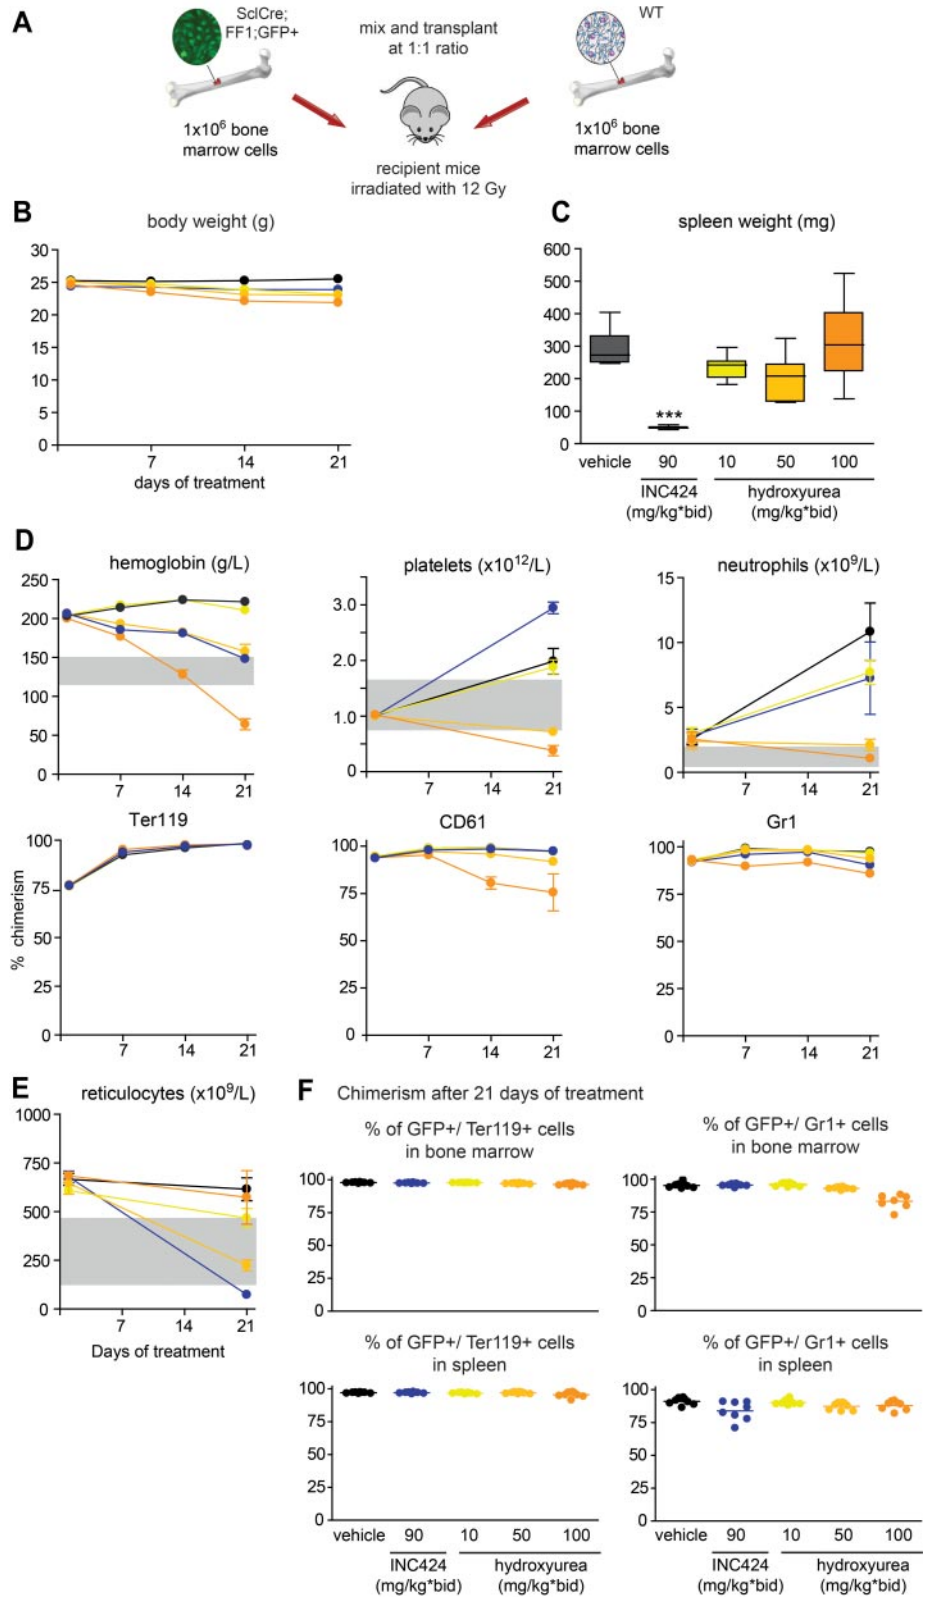 A
SclCre;
FF1;GFP+
mix and transplant
at 1:1 ratio
WT
1x10⁶ bone
marrow cells
1x10⁶ bone
marrow cells
recipient mice
irradiated with 12 Gy
B
body weight (g)
30
25
20
15
10
5
0
7 14 21
days of treatment
C
spleen weight (mg)
600
500
400
300
200
100
0
***
vehicle 90 10 50 100
INC424 hydroxyurea
(mg/kg*bid) (mg/kg*bid)
D
hemoglobin (g/L)
250
200
150
100
50
0
7 14 21
platelets (x10¹²/L)
3.0
2.0
1.0
0
7 14 21
neutrophils (x10⁹/L)
15
10
5
0
7 14 21
Ter119
% chimerism
100
75
50
25
0
7 14 21
CD61
100
75
50
25
0
7 14 21
Gr1
100
75
50
25
0
7 14 21
E
reticulocytes (x10⁹/L)
1000
750
500
250
0
7 14 21
Days of treatment
F
Chimerism after 21 days of treatment
% of GFP+/ Ter119+ cells
in bone marrow
100
75
50
25
0
% of GFP+/ Gr1+ cells
in bone marrow
100
75
50
25
0
% of GFP+/ Ter119+ cells
in spleen
100
75
50
25
0
vehicle 90 10 50 100
INC424 hydroxyurea
(mg/kg*bid) (mg/kg*bid)
% of GFP+/ Gr1+ cells
in spleen
100
75
50
25
0
vehicle 90 10 50 100
INC424 hydroxyurea
(mg/kg*bid) (mg/kg*bid)